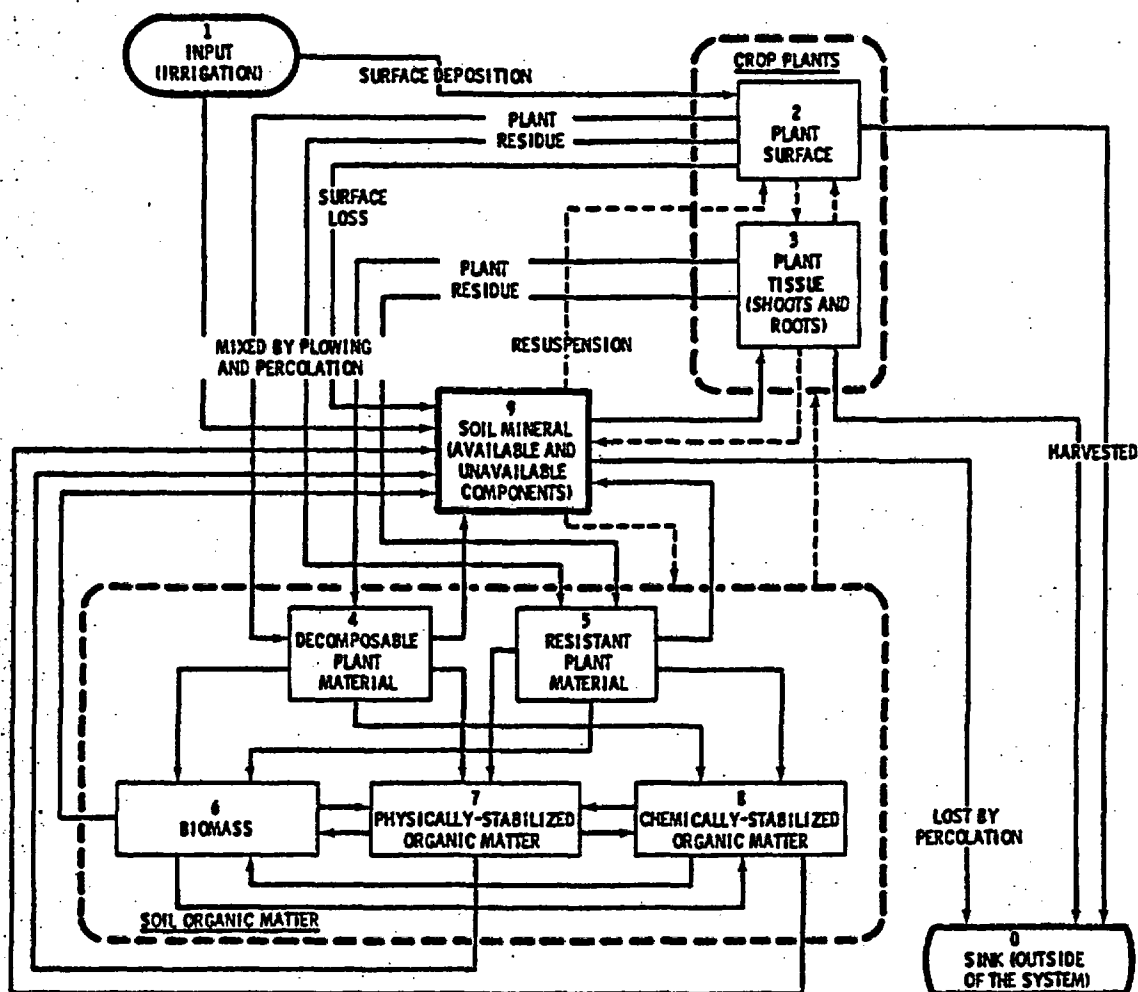 1
INPUT
(IRRIGATION)
SURFACE DEPOSITION
CROP PLANTS
2
PLANT
SURFACE
PLANT
RESIDUE
SURFACE
LOSS
3
PLANT
TISSUE
(SHOOTS AND
ROOTS)
PLANT
RESIDUE
MIXED BY PLOWING
AND PERCOLATION
RESUSPENSION
9
SOIL MINERAL
(AVAILABLE AND
UNAVAILABLE
COMPONENTS)
HARVESTED
4
DECOMPOSABLE
PLANT
MATERIAL
5
RESISTANT
PLANT
MATERIAL
6
BIOMASS
7
PHYSICALLY-STABILIZED
ORGANIC MATTER
8
CHEMICALLY-STABILIZED
ORGANIC MATTER
LOST BY
PERCOLATION
SOIL ORGANIC MATTER
0
SINK (OUTSIDE
OF THE SYSTEM)